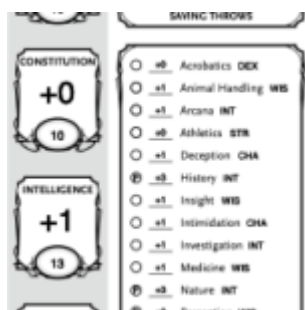 SAVING THROWS
CONSTITUTION
+0
10
INTELLIGENCE
+1
13
+0 Acrobatics DEX
+1 Animal Handling WIS
+1 Arcana INT
+0 Athletics STR
+1 Deception CHA
P +3 History INT
+1 Insight WIS
+1 Intimidation CHA
+1 Investigation INT
+1 Medicine WIS
P +3 Nature INT